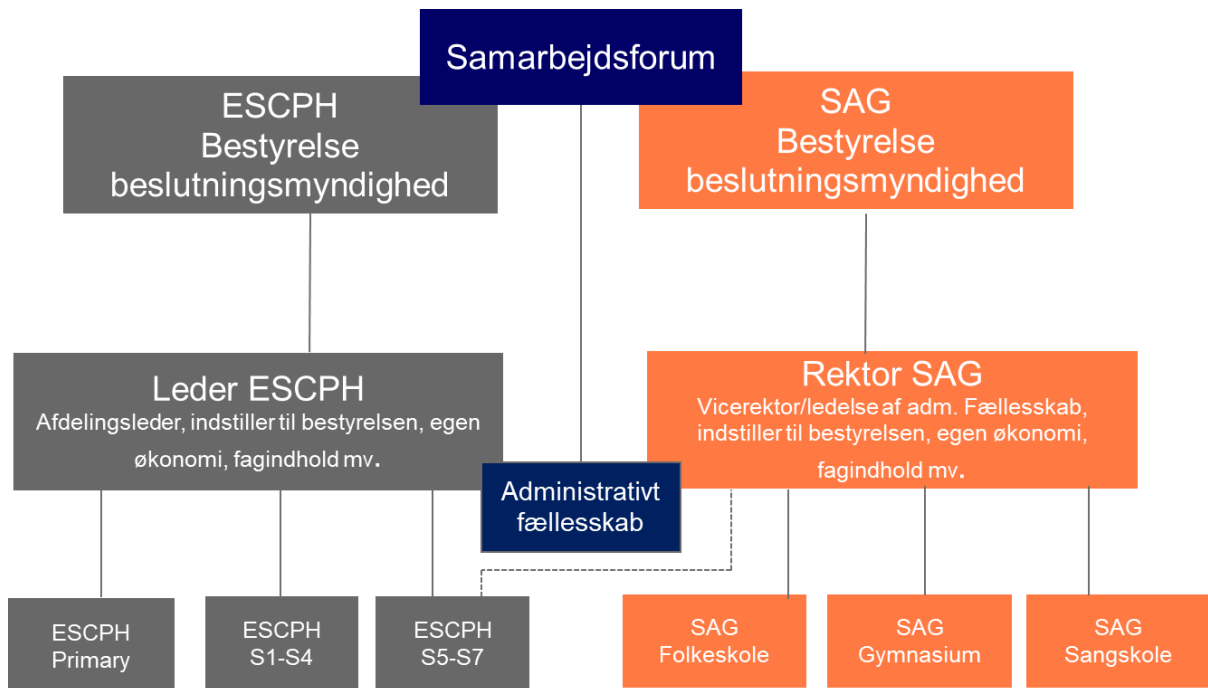 Samarbejdsforum
ESCPH
Bestyrelse
beslutningsmyndighed
SAG
Bestyrelse
beslutningsmyndighed
Leder ESCPH
Afdelingsleder, indstiller til bestyrelsen, egen
økonomi, fagindhold mv.
Rektor SAG
Vicerektor/ledelse af adm. Fællesskab,
indstiller til bestyrelsen, egen økonomi,
fagindhold mv.
Administrativt
fællesskab
ESCPH
Primary
ESCPH
S1-S4
ESCPH
S5-S7
SAG
Folkeskole
SAG
Gymnasium
SAG
Sangskole